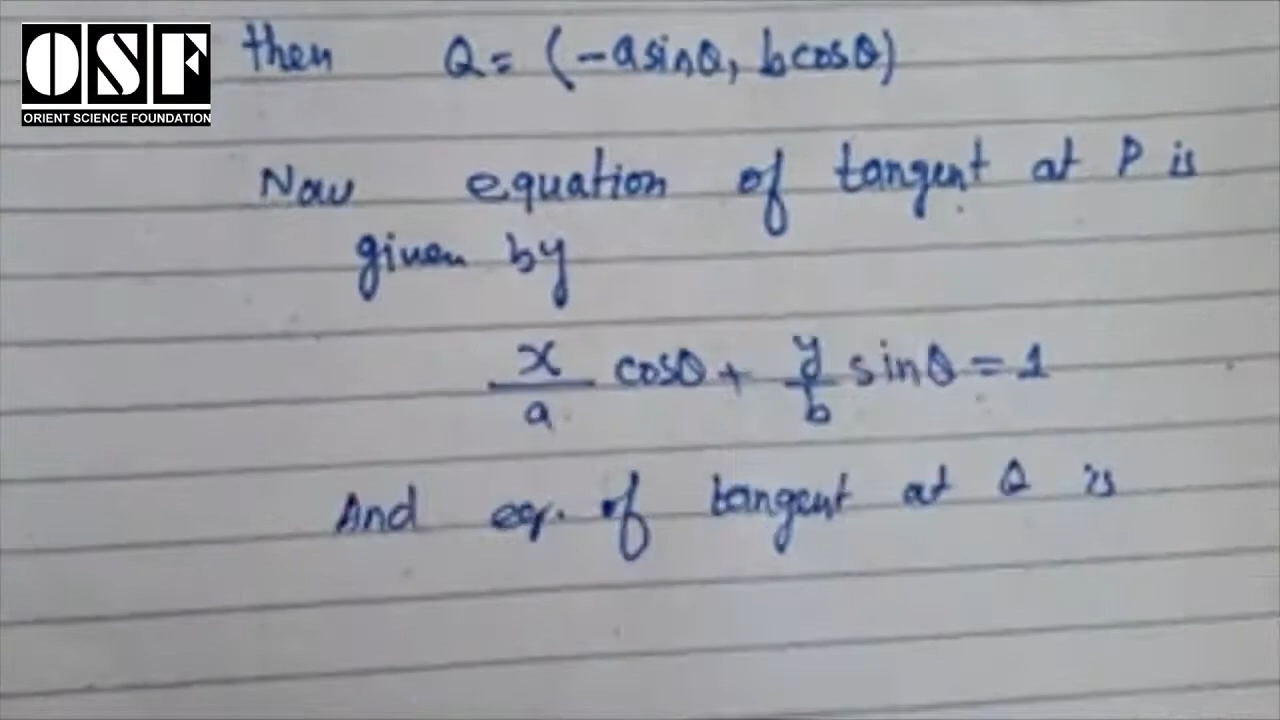 OSF
ORIENT SCIENCE FOUNDATION
then Q = (-a sinθ, b cosθ)
Now equation of tangent at P is
given by
x/a cosθ + y/b sinθ = 1
And eq. of tangent at Q is